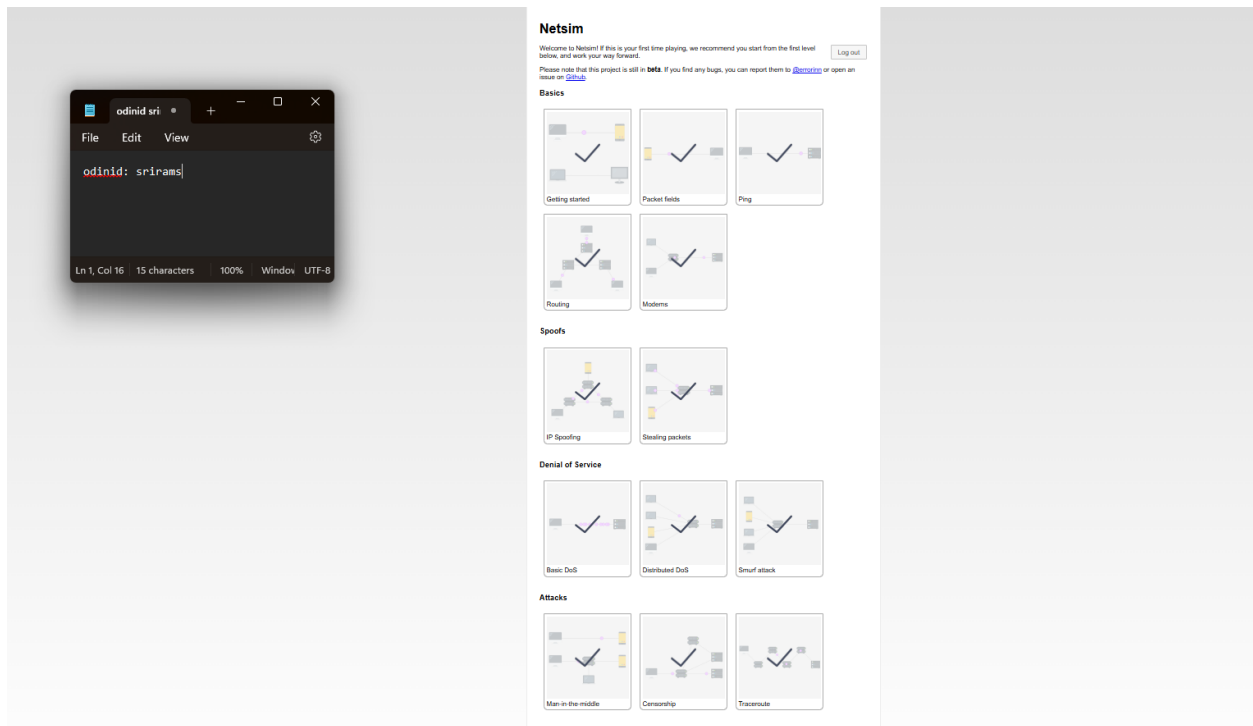 odinid sri
File Edit View
odinid: srirams
Ln 1, Col 16 15 characters 100% Window UTF-8
Netsim
Welcome to Netsim! If this is your first time playing, we recommend you start from the first level
below, and work your way forward.
Log out
Please note that this project is still in beta. If you find any bugs, you can report them to @errorinn or open an
issue on Github.
Basics
Getting started
Packet fields
Ping
Routing
Modems
Spoofs
IP Spoofing
Stealing packets
Denial of Service
Basic DoS
Distributed DoS
Smurf attack
Attacks
Man-in-the-middle
Censorship
Traceroute